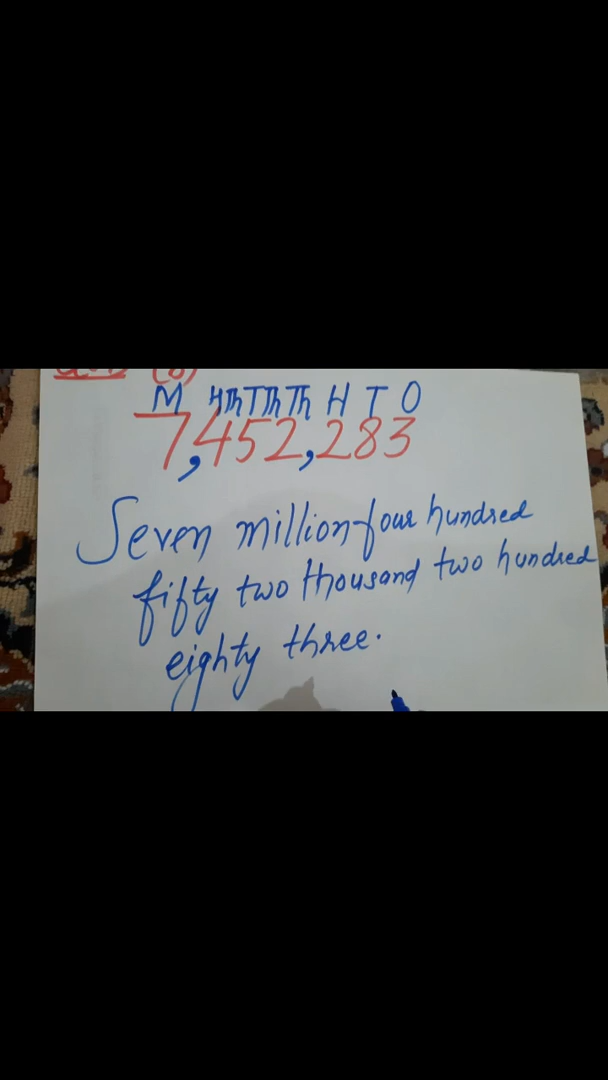 M HTh TTh Th H T O
7,452,283
Seven million four hundred
fifty two thousand two hundred
eighty three.